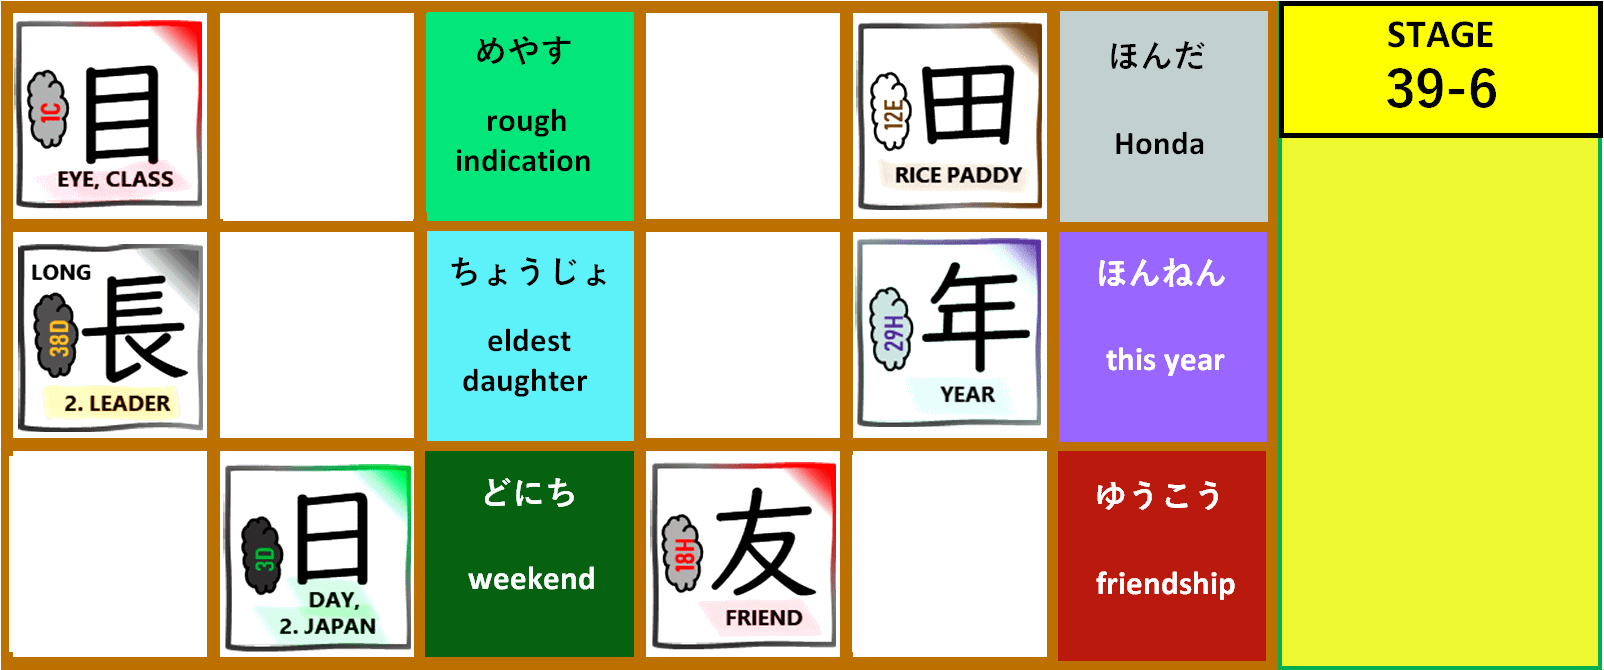 1C
目
EYE, CLASS
めやす
rough
indication
12E
田
RICE PADDY
ほんだ
Honda
STAGE
39-6
LONG
38D
長
2. LEADER
ちょうじょ
eldest
daughter
29H
年
YEAR
ほんねん
this year
3D
日
DAY,
2. JAPAN
どにち
weekend
18H
友
FRIEND
ゆうこう
friendship